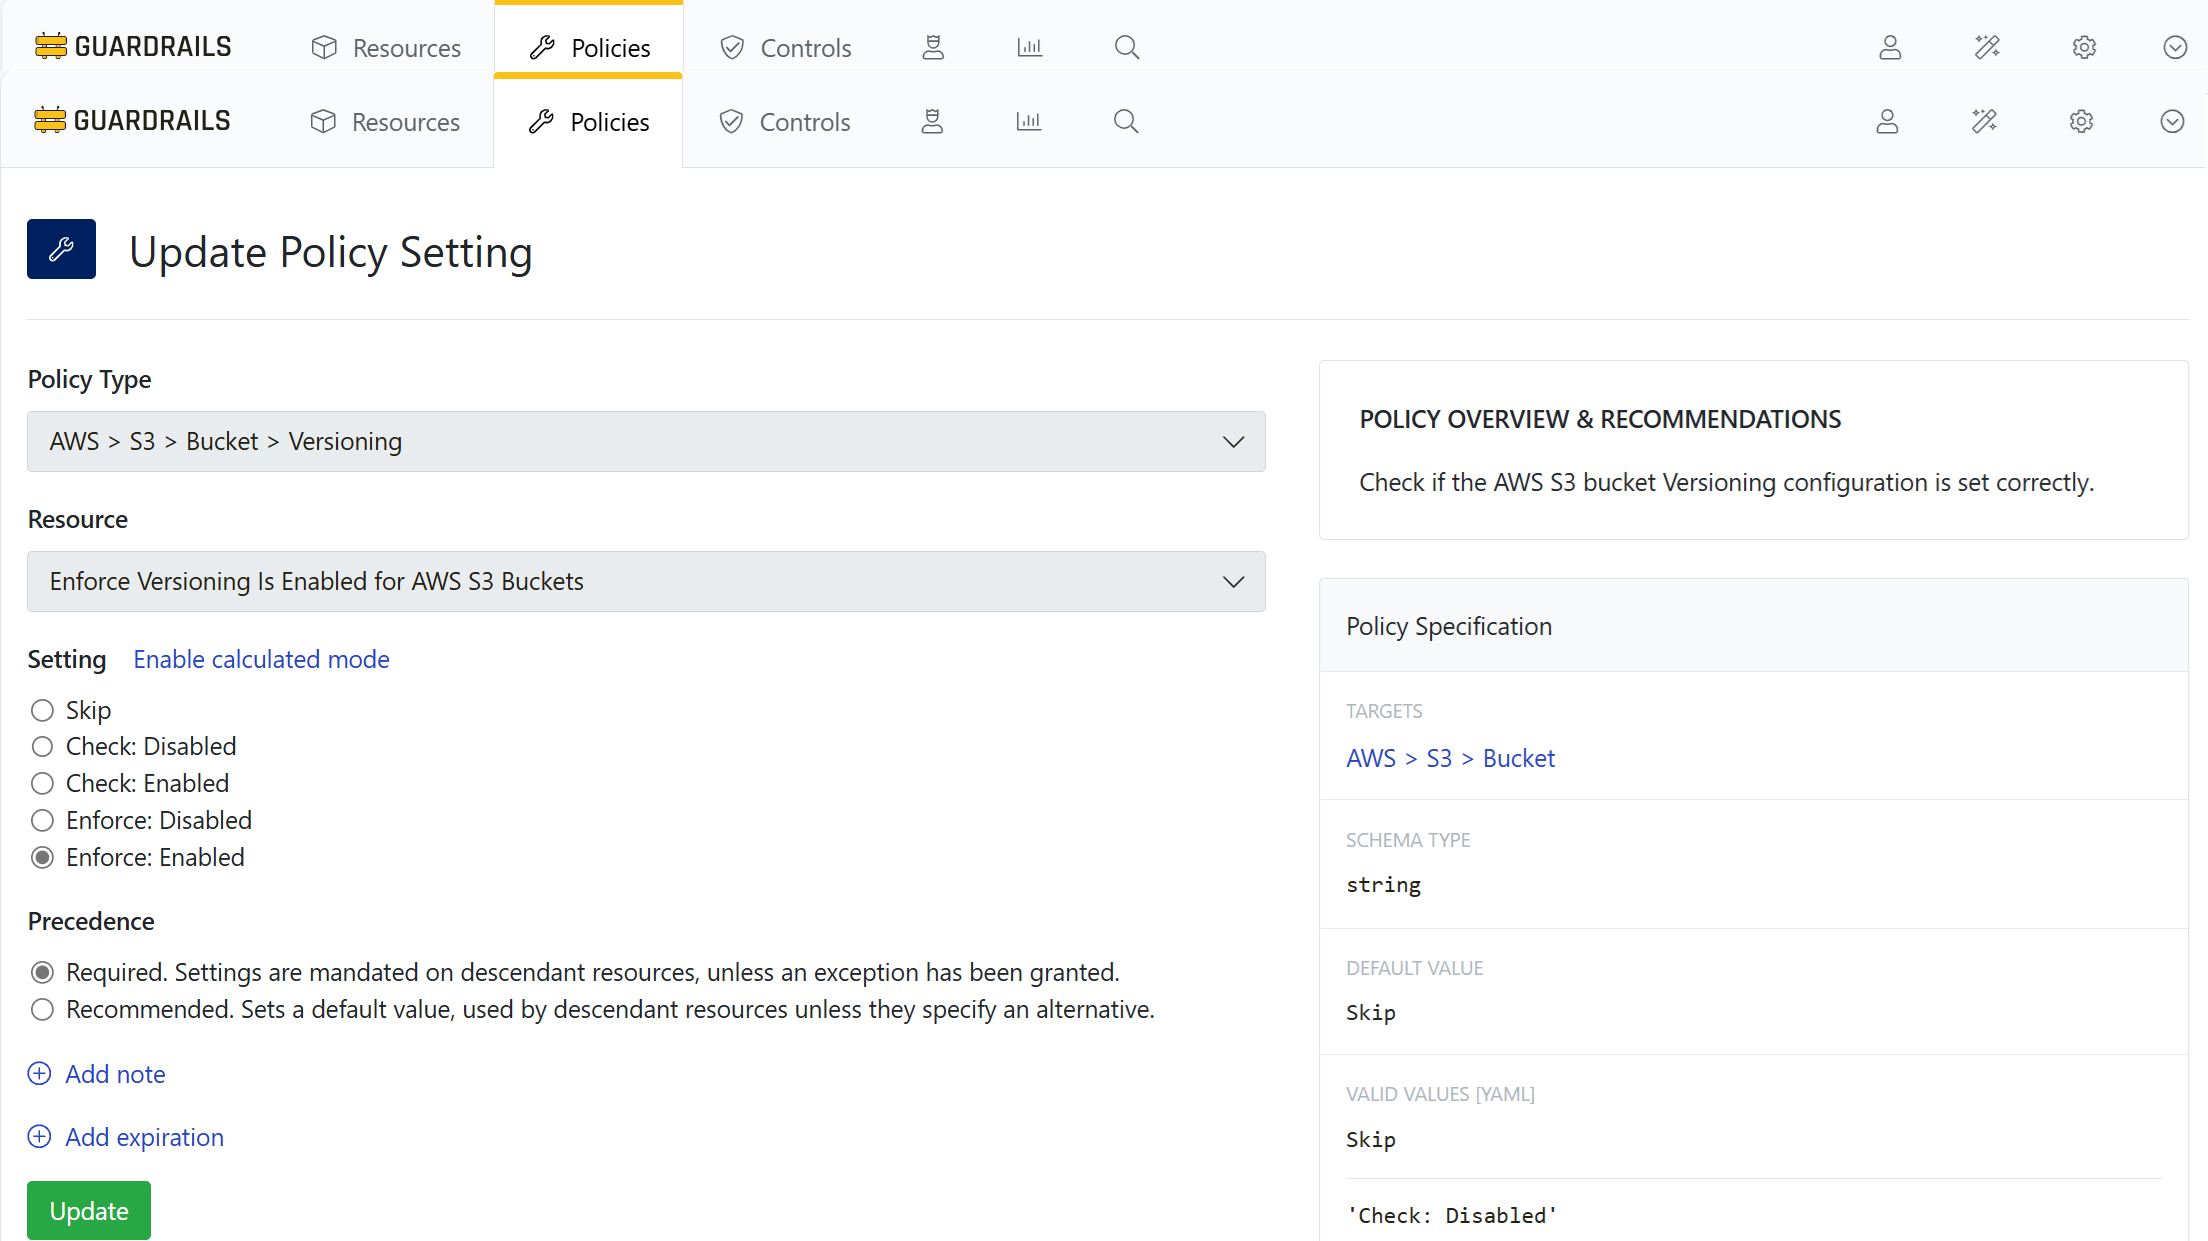 GUARDRAILS Resources Policies Controls
GUARDRAILS Resources Policies Controls
Update Policy Setting
Policy Type
AWS > S3 > Bucket > Versioning
Resource
Enforce Versioning Is Enabled for AWS S3 Buckets
Setting Enable calculated mode
Skip
Check: Disabled
Check: Enabled
Enforce: Disabled
Enforce: Enabled
Precedence
Required. Settings are mandated on descendant resources, unless an exception has been granted.
Recommended. Sets a default value, used by descendant resources unless they specify an alternative.
Add note
Add expiration
Update
POLICY OVERVIEW & RECOMMENDATIONS
Check if the AWS S3 bucket Versioning configuration is set correctly.
Policy Specification
TARGETS
AWS > S3 > Bucket
SCHEMA TYPE
string
DEFAULT VALUE
Skip
VALID VALUES [YAML]
Skip
'Check: Disabled'